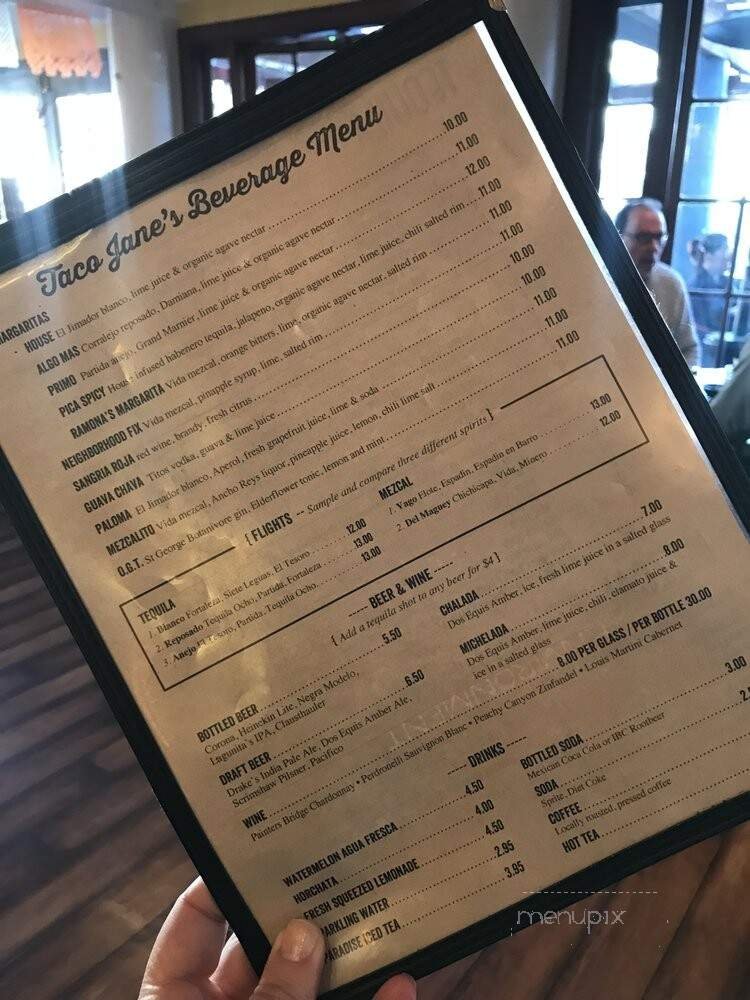 Taco Jane's Beverage Menu
MARGARITAS
HOUSE El Jimador blanco, lime juice & organic agave nectar 10.00
ALGO MAS Corralejo reposado, Damiana, lime juice & organic agave nectar 11.00
PRIMO Partida añejo, Grand Marnier, lime juice & organic agave nectar 12.00
PICA SPICY House infused habenero tequila, jalapeno, organic agave nectar, lime juice, chili salted rim 11.00
RAMONA'S MARGARITA Vida mezcal, orange bitters, lime, organic agave nectar, salted rim 11.00
NEIGHBORHOOD FIX Vida mezcal, pinapple syrup, lime, salted rim 11.00
SANGRIA ROJA red wine, brandy, fresh citrus 10.00
GUAVA CHAVA Titos vodka, guava & lime juice 10.00
PALOMA El Jimador blanco, Aperol, fresh grapefruit juice, lime & soda 11.00
MEZCALITO Vida mezcal, Ancho Reys liquor, pineapple juice, lemon, chili lime salt 11.00
O.G.T. St George Botanivore gin, Elderflower tonic, lemon and mint 11.00
{ FLIGHTS -- Sample and compare three different spirits }
TEQUILA
1. Blanco Fortaleza, Siete Leguas, El Tesoro 12.00
2. Reposado Tequila Ocho, Partida, Fortaleza 13.00
3. Anejo El Tesoro, Partida, Tequila Ocho 13.00
MEZCAL
1. Vago Elote, Espadin, Espadin en Barro 13.00
2. Del Maguey Chichicapa, Vida, Miocro 12.00
----- BEER & WINE -----
{ Add a tequila shot to any beer for $4 }
BOTTLED BEER 5.50
Corona, Heinekin Lite, Negra Modelo,
Lagunita's IPA, Clausthauler
DRAFT BEER 6.50
Drake's India Pale Ale, Dos Equis Amber Ale,
Scrimshaw Pilsner, Pacifico
CHALADA 7.00
Dos Equis Amber, ice, fresh lime juice in a salted glass
MICHELADA 8.00
Dos Equis Amber, lime juice, chili, clamato juice &
ice in a salted glass
WINE 8.00 PER GLASS / PER BOTTLE 30.00
Painters Bridge Chardonnay • Perdronelli Sauvignon Blanc • Peachy Canyon Zinfandel • Louis Martini Cabernet
----- DRINKS -----
WATERMELON AGUA FRESCA 4.50
HORCHATA 4.00
FRESH SQUEEZED LEMONADE 4.50
SPARKLING WATER 2.95
PARADISE ICED TEA 3.95
BOTTLED SODA 3.00
Mexican Coca Cola or IBC Rootbeer
SODA
Sprite, Diet Coke
COFFEE
Locally roasted, pressed coffee
HOT TEA
menupix